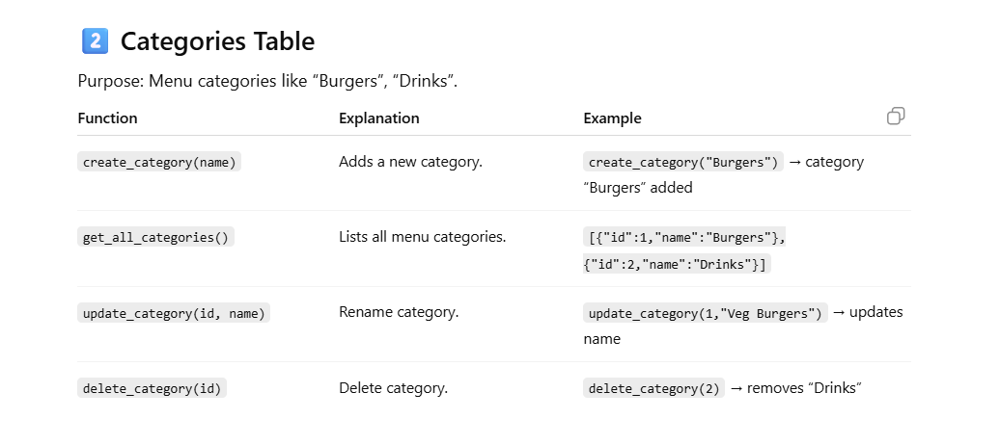 2 Categories Table
Purpose: Menu categories like “Burgers”, “Drinks”.
Function Explanation Example
create_category(name) Adds a new category. create_category("Burgers") → category
“Burgers” added
get_all_categories() Lists all menu categories. [{"id":1,"name":"Burgers"},
{"id":2,"name":"Drinks"}]
update_category(id, name) Rename category. update_category(1,"Veg Burgers") → updates
name
delete_category(id) Delete category. delete_category(2) → removes “Drinks”